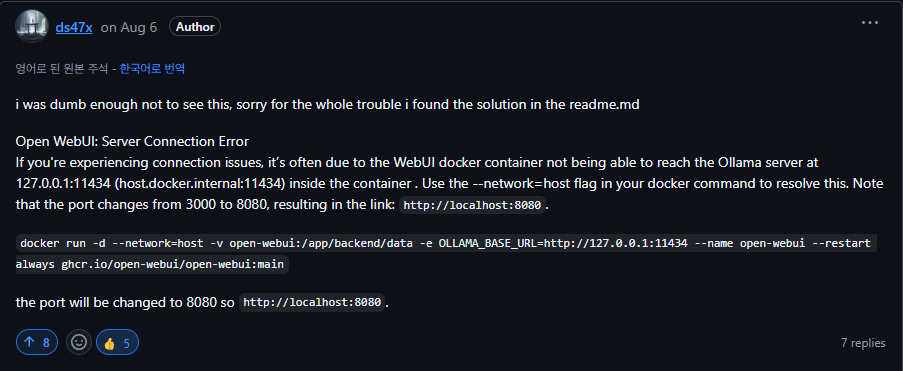 ds47x on Aug 6 Author
영어로 된 원본 주석 - 한국어로 번역
i was dumb enough not to see this, sorry for the whole trouble i found the solution in the readme.md
Open WebUI: Server Connection Error
If you're experiencing connection issues, it’s often due to the WebUI docker container not being able to reach the Ollama server at
127.0.0.1:11434 (host.docker.internal:11434) inside the container . Use the --network=host flag in your docker command to resolve this. Note
that the port changes from 3000 to 8080, resulting in the link: http://localhost:8080 .
docker run -d --network=host -v open-webui:/app/backend/data -e OLLAMA_BASE_URL=http://127.0.0.1:11434 --name open-webui --restart
always ghcr.io/open-webui/open-webui:main
the port will be changed to 8080 so http://localhost:8080 .
↑ 8 👍 5 7 replies